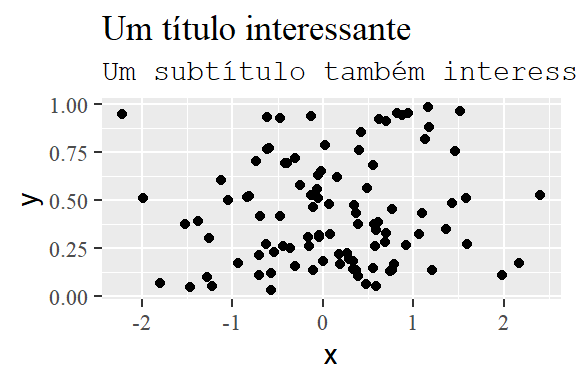 Um título interessante
Um subtítulo também interess
1.00
0.75
y
0.50
0.25
0.00
-2 -1 0 1 2
x